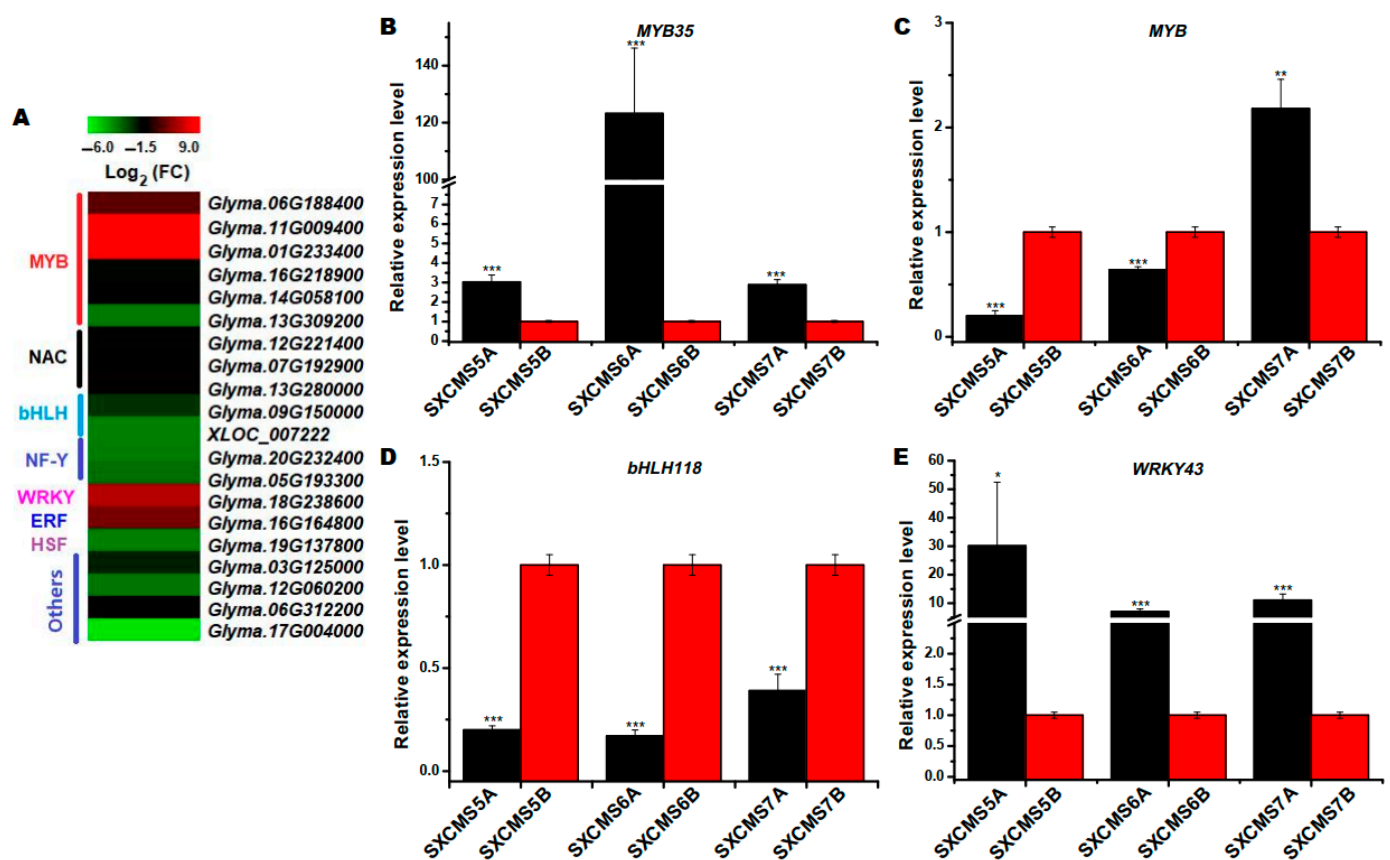 A
–6.0 –1.5 9.0
Log2 (FC)
MYB
NAC
bHLH
NF-Y
WRKY
ERF
HSF
Others
Glyma.06G188400
Glyma.11G009400
Glyma.01G233400
Glyma.16G218900
Glyma.14G058100
Glyma.13G309200
Glyma.12G221400
Glyma.07G192900
Glyma.13G280000
Glyma.09G150000
XLOC_007222
Glyma.20G232400
Glyma.05G193300
Glyma.18G238600
Glyma.16G164800
Glyma.19G137800
Glyma.03G125000
Glyma.12G060200
Glyma.06G312200
Glyma.17G004000
B
MYB35
Relative expression level
140
120
100
7
6
5
4
3
2
1
0
***
***
***
SXCMS5A
SXCMS5B
SXCMS6A
SXCMS6B
SXCMS7A
SXCMS7B
C
MYB
Relative expression level
3
2
1
0
***
***
**
SXCMS5A
SXCMS5B
SXCMS6A
SXCMS6B
SXCMS7A
SXCMS7B
D
bHLH118
Relative expression level
1.5
1.0
0.5
0.0
***
***
***
SXCMS5A
SXCMS5B
SXCMS6A
SXCMS6B
SXCMS7A
SXCMS7B
E
WRKY43
Relative expression level
60
50
40
30
20
10
2.0
1.5
1.0
0.5
0.0
*
***
***
SXCMS5A
SXCMS5B
SXCMS6A
SXCMS6B
SXCMS7A
SXCMS7B